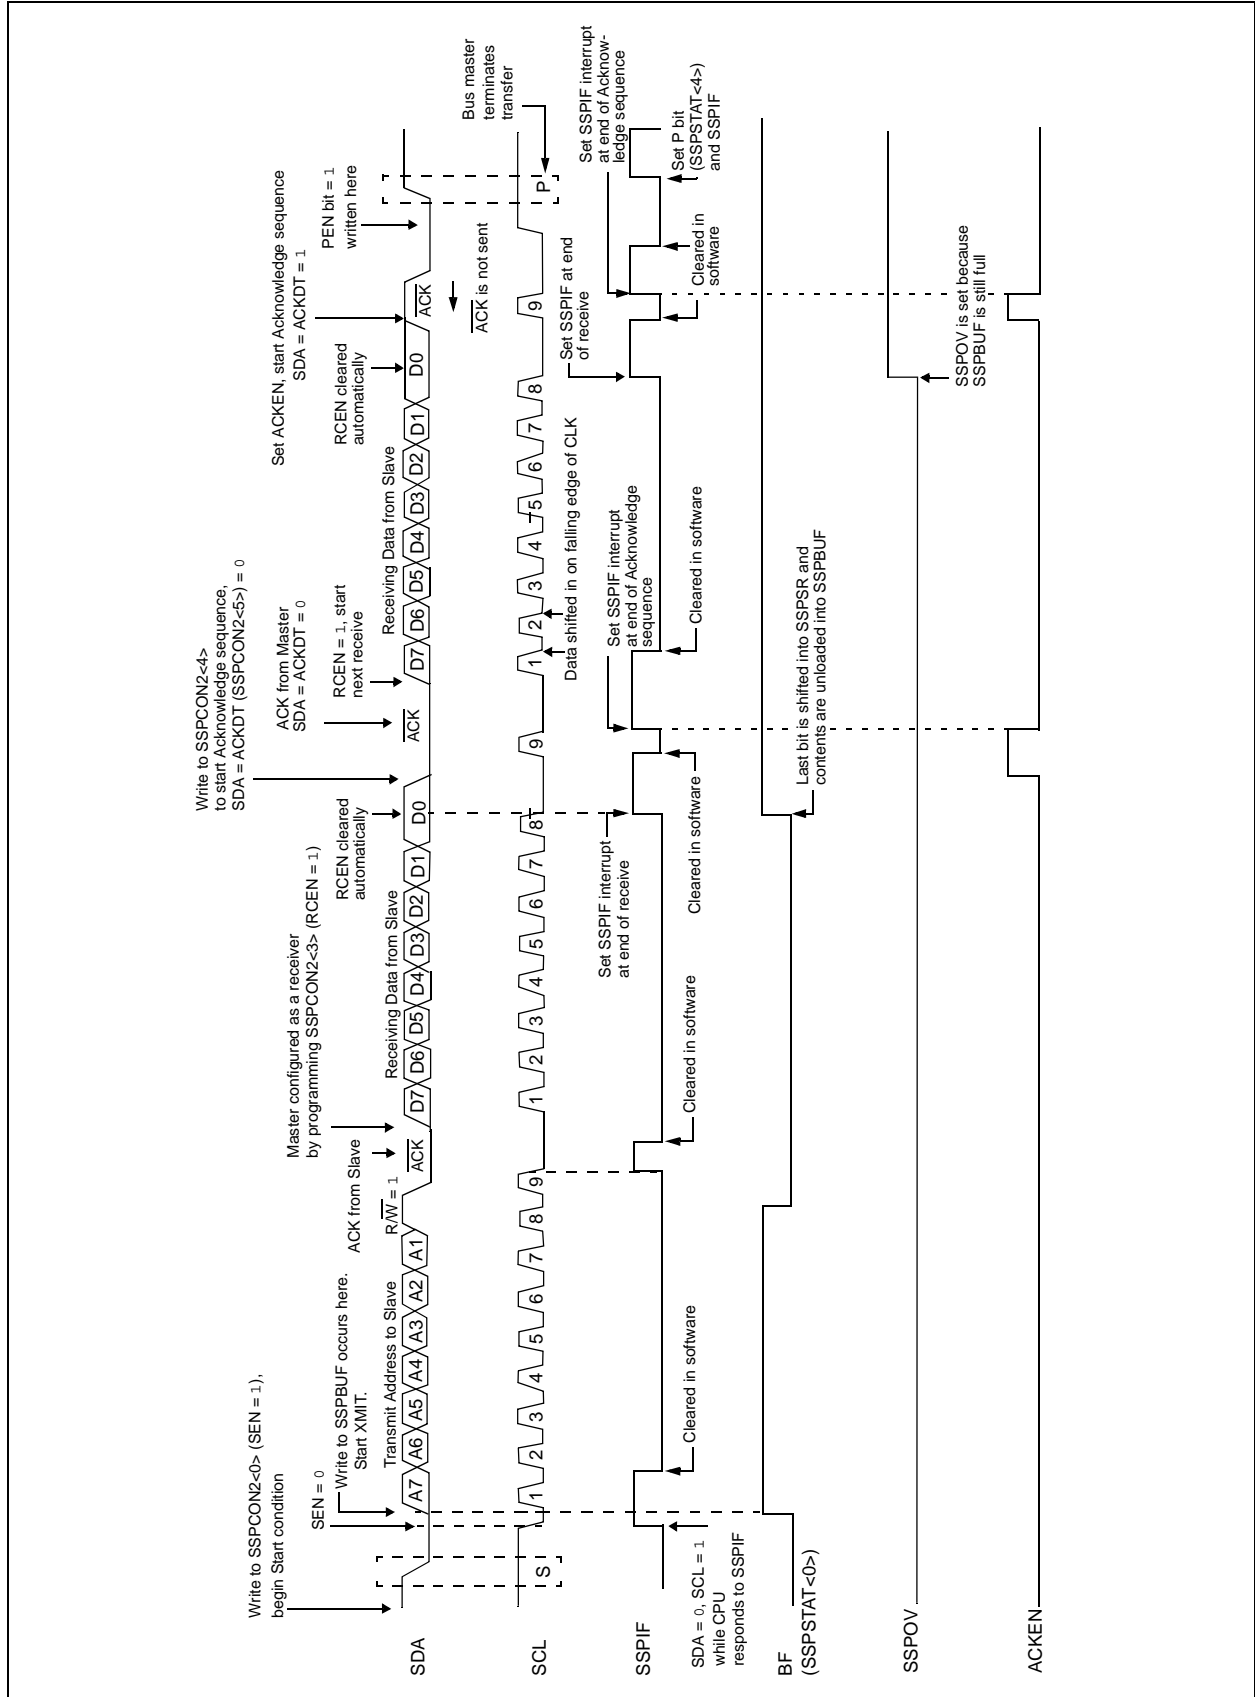 Write to SSPCON2<0> (SEN = 1),
begin Start condition
SEN = 0
Write to SSPBUF occurs here.
Start XMIT.
Master configured as a receiver
by programming SSPCON2<3> (RCEN = 1)
ACK from Slave
Write to SSPCON2<4>
to start Acknowledge sequence,
SDA = ACKDT (SSPCON2<5>) = 0
RCEN cleared
automatically
ACK from Master
SDA = ACKDT = 0
RCEN = 1, start
next receive
Set ACKEN, start Acknowledge sequence
SDA = ACKDT = 1
RCEN cleared
automatically
PEN bit = 1
written here
Transmit Address to Slave
R/W = 1
Receiving Data from Slave
Receiving Data from Slave
SDA
A7 A6 A5 A4 A3 A2 A1 ACK D7 D6 D5 D4 D3 D2 D1 D0 ACK D7 D6 D5 D4 D3 D2 D1 D0 ACK
ACK is not sent
Bus master
terminates
transfer
SCL
S 1 2 3 4 5 6 7 8 9 1 2 3 4 5 6 7 8 9 1 2 3 4 5 6 7 8 9 P
Data shifted in on falling edge of CLK
Set SSPIF interrupt
at end of receive
Set SSPIF interrupt
at end of Acknowledge
sequence
Set SSPIF at end
of receive
Set SSPIF interrupt
at end of Acknow-
ledge sequence
SSPIF
SDA = 0, SCL = 1
while CPU
responds to SSPIF
Cleared in software
Cleared in software
Cleared in software
Cleared in software
Cleared in
software
Set P bit
(SSPSTAT<4>)
and SSPIF
BF
(SSPSTAT<0>)
Last bit is shifted into SSPSR and
contents are unloaded into SSPBUF
SSPOV
SSPOV is set because
SSPBUF is still full
ACKEN